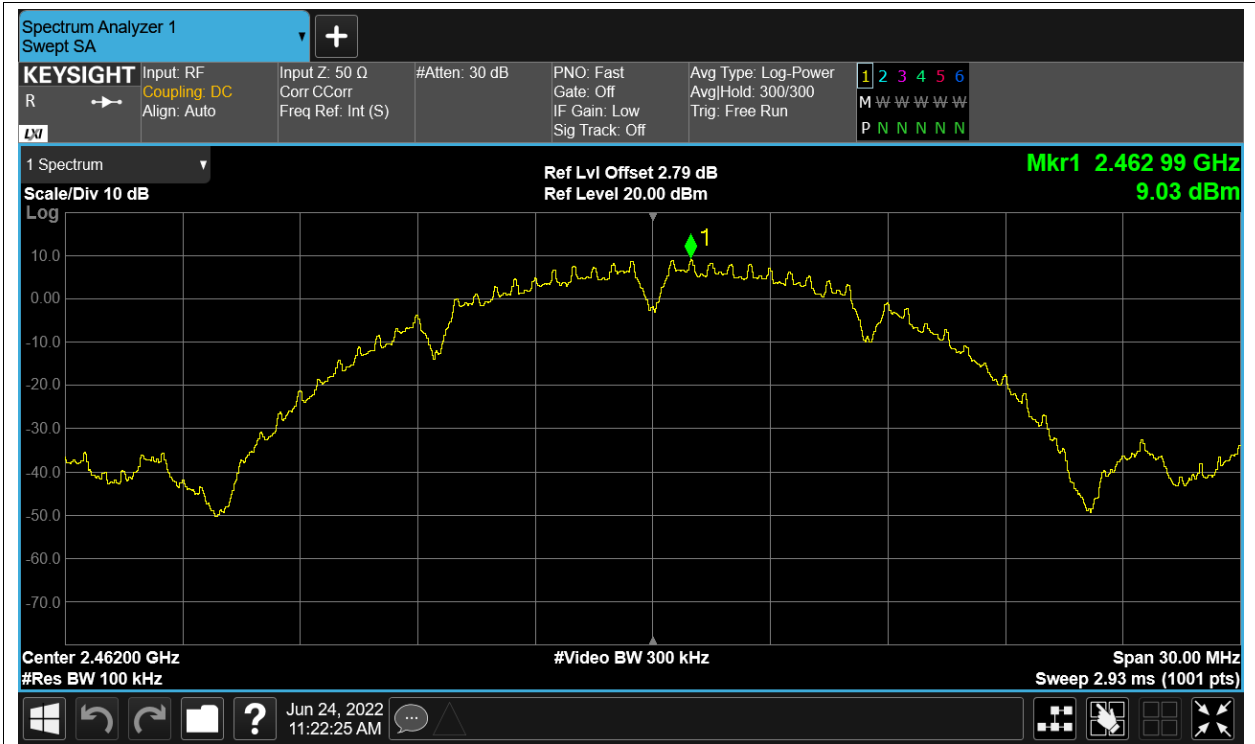 Spectrum Analyzer 1
Swept SA
KEYSIGHT
R
LXI
Input: RF
Coupling: DC
Align: Auto
Input Z: 50 Ω
Corr CCorr
Freq Ref: Int (S)
#Atten: 30 dB
PNO: Fast
Gate: Off
IF Gain: Low
Sig Track: Off
Avg Type: Log-Power
Avg|Hold: 300/300
Trig: Free Run
1 2 3 4 5 6
M W W W W W
P N N N N N
1 Spectrum
Scale/Div 10 dB
Ref Lvl Offset 2.79 dB
Ref Level 20.00 dBm
Mkr1 2.462 99 GHz
9.03 dBm
Log
1
10.0
0.00
-10.0
-20.0
-30.0
-40.0
-50.0
-60.0
-70.0
Center 2.46200 GHz
#Video BW 300 kHz
Span 30.00 MHz
#Res BW 100 kHz
Sweep 2.93 ms (1001 pts)
?
Jun 24, 2022
11:22:25 AM